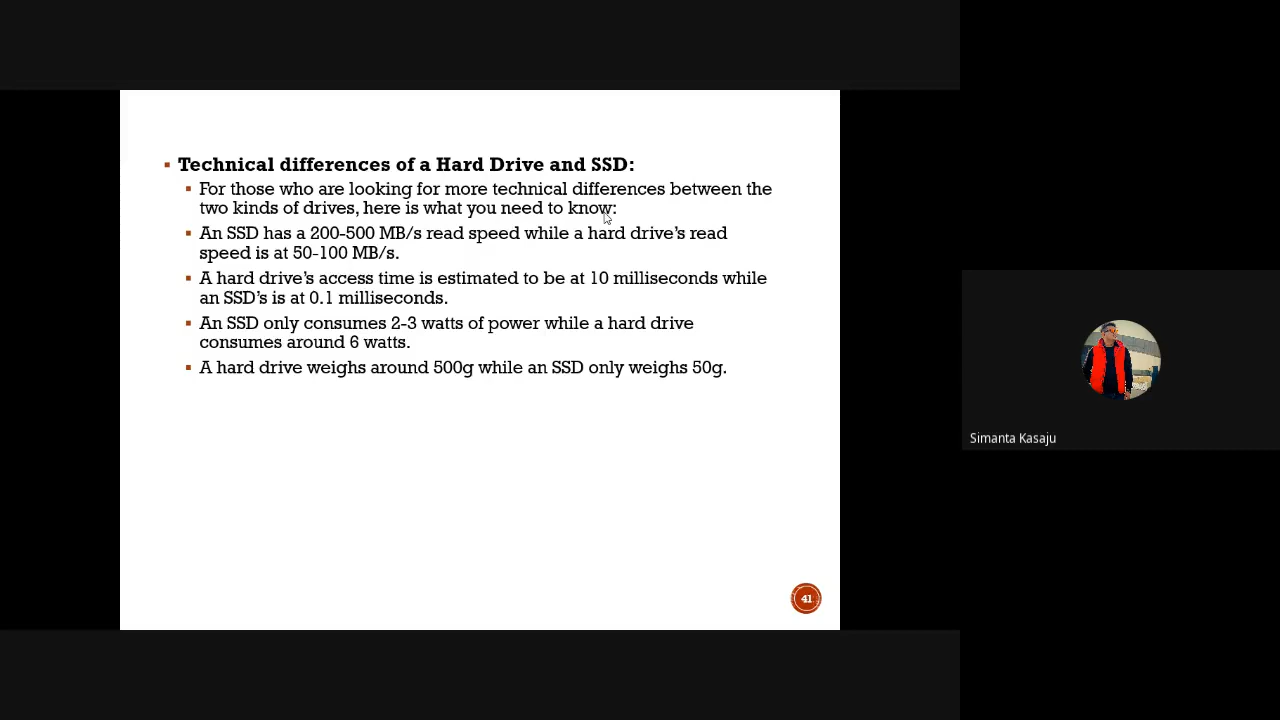 Technical differences of a Hard Drive and SSD:
For those who are looking for more technical differences between the
two kinds of drives, here is what you need to know:
An SSD has a 200-500 MB/s read speed while a hard drive's read
speed is at 50-100 MB/s.
A hard drive's access time is estimated to be at 10 milliseconds while
an SSD's is at 0.1 milliseconds.
An SSD only consumes 2-3 watts of power while a hard drive
consumes around 6 watts.
A hard drive weighs around 500g while an SSD only weighs 50g.
41
Simanta Kasaju